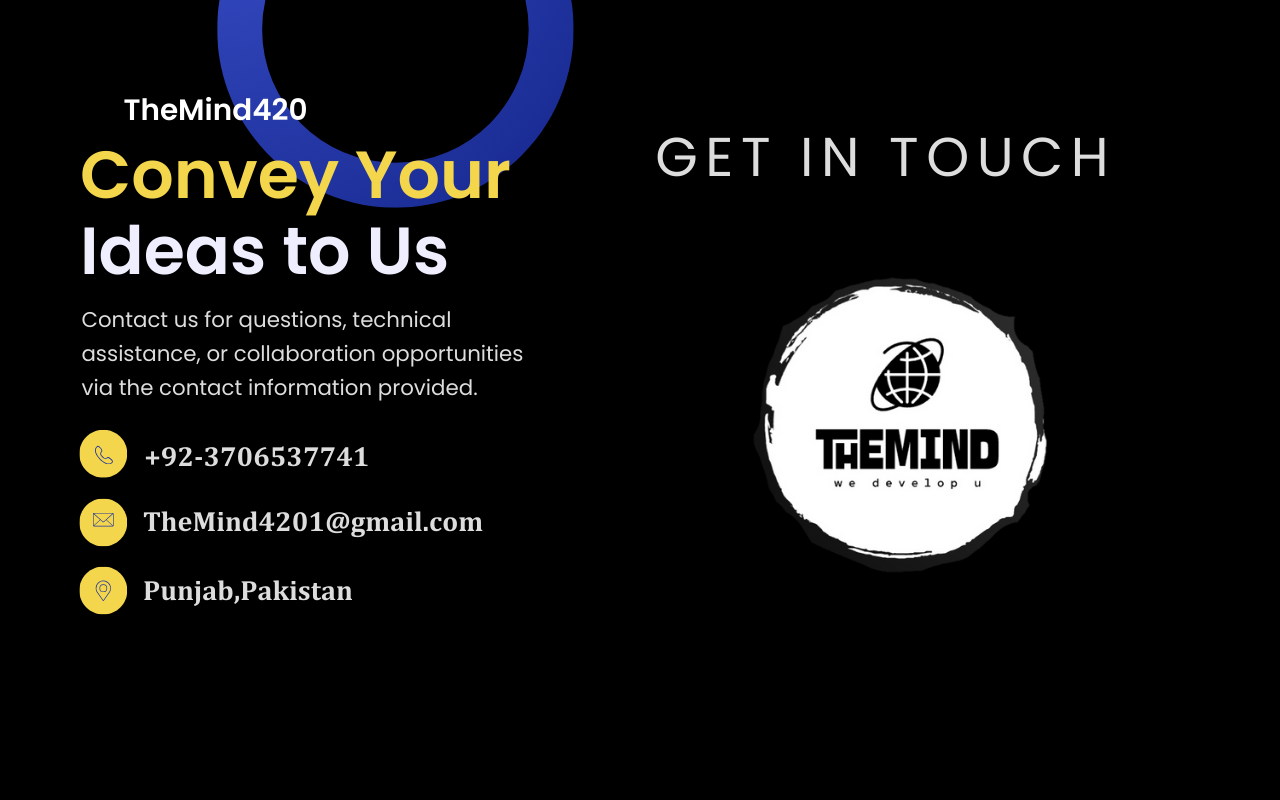 TheMind420
Convey Your
Ideas to Us
Contact us for questions, technical
assistance, or collaboration opportunities
via the contact information provided.
+92-3706537741
TheMind4201@gmail.com
Punjab,Pakistan
GET IN TOUCH
THEMIND
we develop u